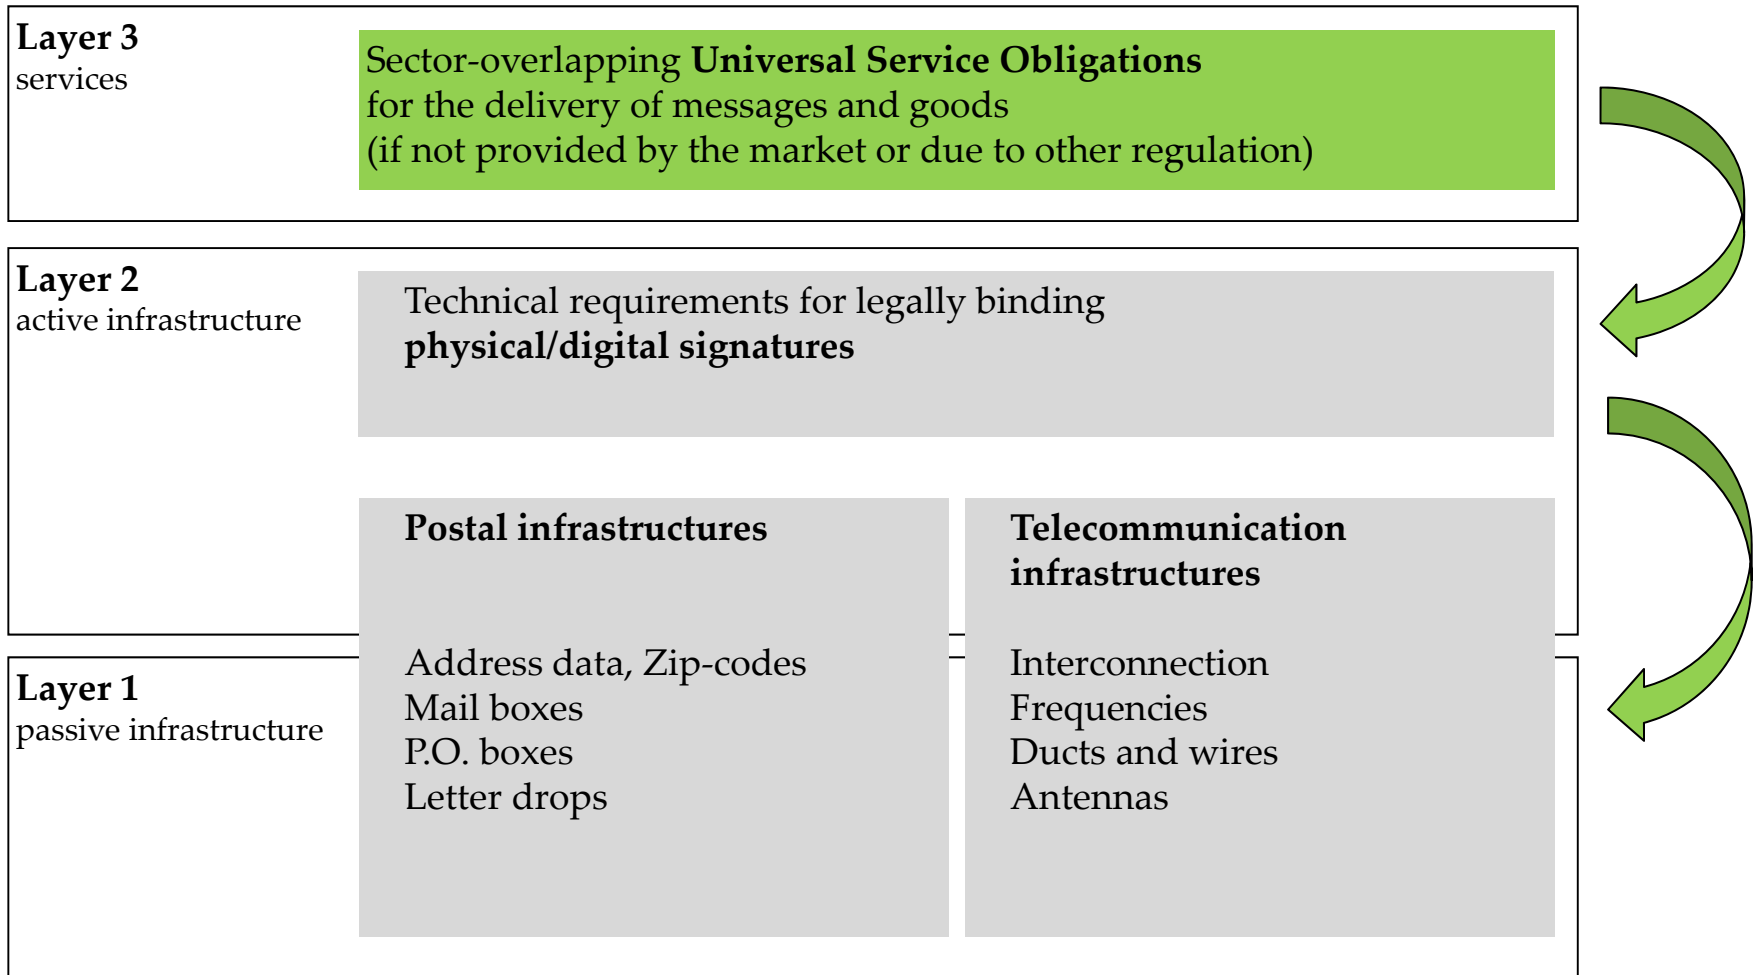 Layer 3
services
Sector-overlapping Universal Service Obligations
for the delivery of messages and goods
(if not provided by the market or due to other regulation)
Layer 2
active infrastructure
Technical requirements for legally binding
physical/digital signatures
Postal infrastructures
Telecommunication
infrastructures
Layer 1
passive infrastructure
Address data, Zip-codes
Mail boxes
P.O. boxes
Letter drops
Interconnection
Frequencies
Ducts and wires
Antennas